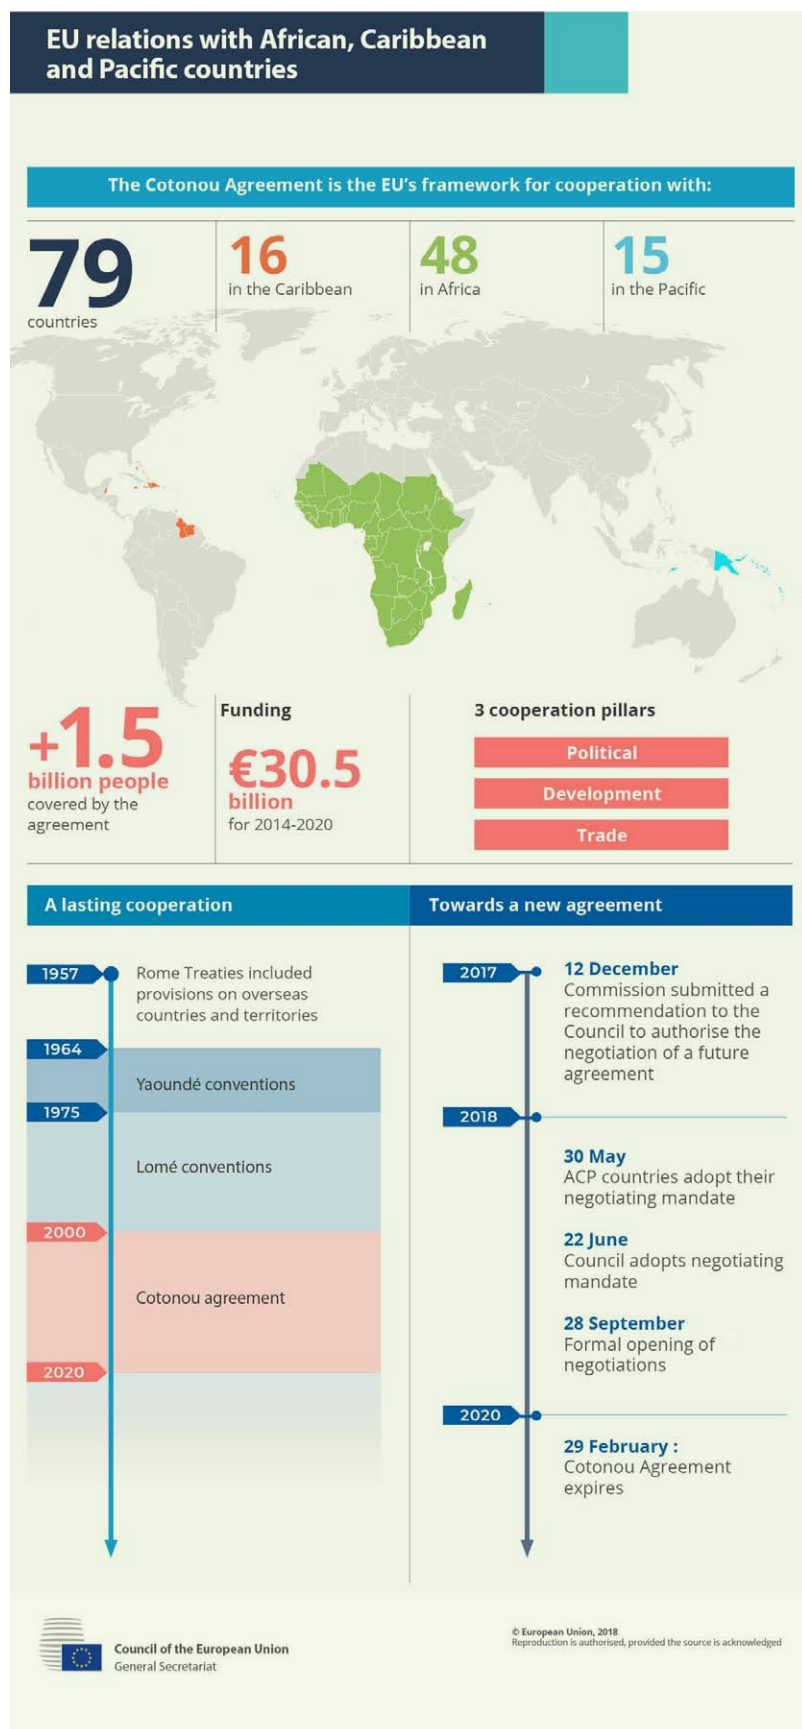 EU relations with African, Caribbean
and Pacific countries
The Cotonou Agreement is the EU's framework for cooperation with:
79
countries
16
in the Caribbean
48
in Africa
15
in the Pacific
+1.5
billion people
covered by the
agreement
Funding
€30.5
billion
for 2014-2020
3 cooperation pillars
Political
Development
Trade
A lasting cooperation
1957
Rome Treaties included
provisions on overseas
countries and territories
1964
Yaoundé conventions
1975
Lomé conventions
2000
Cotonou agreement
2020
Towards a new agreement
2017
12 December
Commission submitted a
recommendation to the
Council to authorise the
negotiation of a future
agreement
2018
30 May
ACP countries adopt their
negotiating mandate
22 June
Council adopts negotiating
mandate
28 September
Formal opening of
negotiations
2020
29 February :
Cotonou Agreement
expires
Council of the European Union
General Secretariat
© European Union, 2018
Reproduction is authorised, provided the source is acknowledged